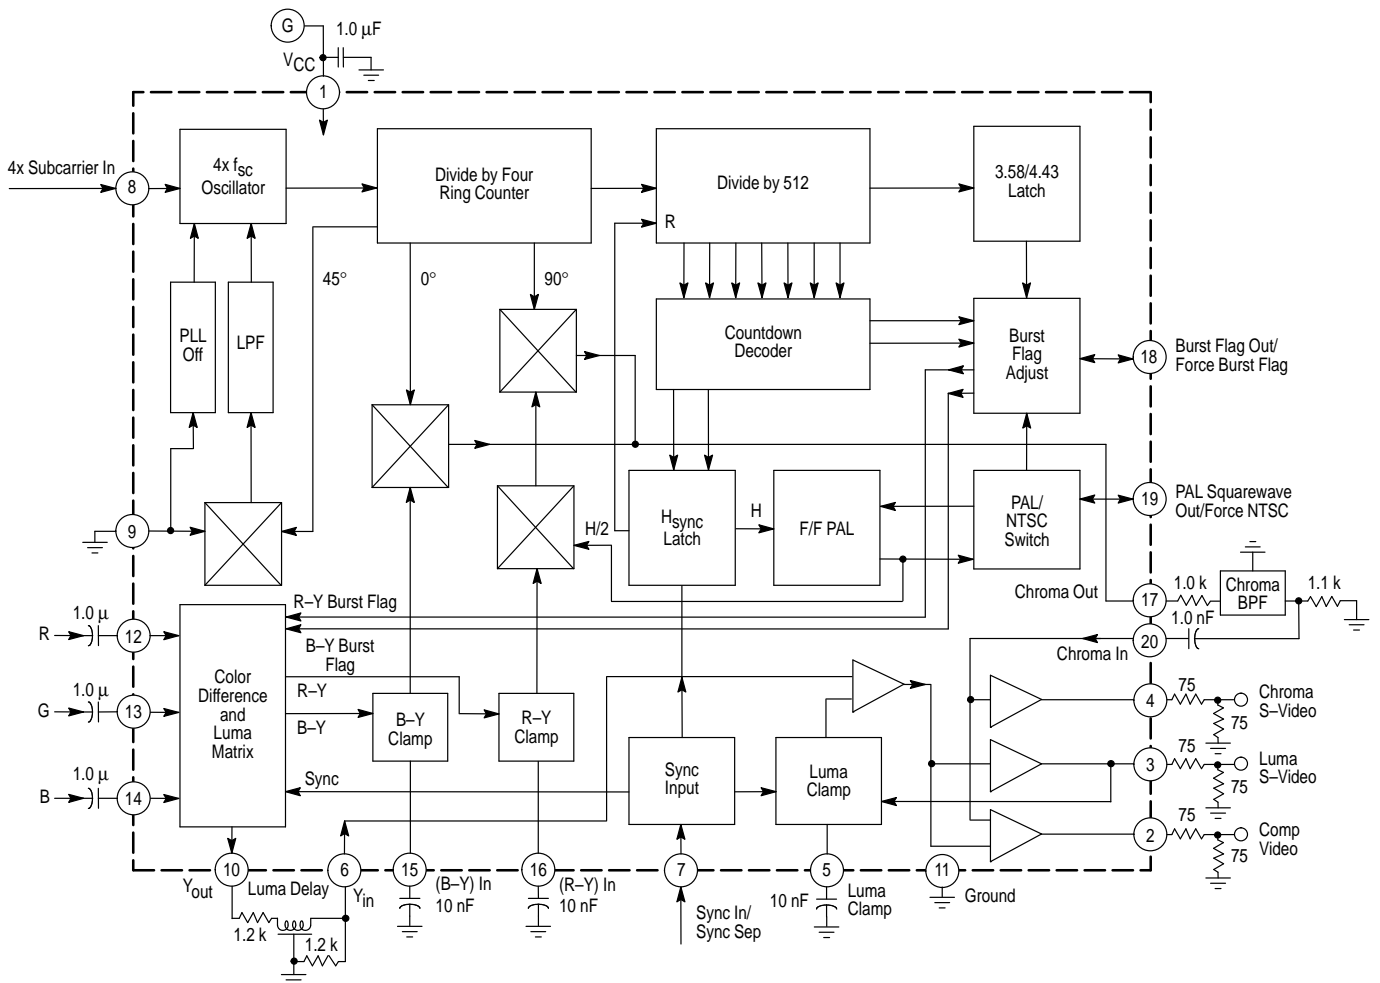 G
1.0 µF
VCC
1
4x Subcarrier In
8
4x fsc
Oscillator
Divide by Four
Ring Counter
Divide by 512
R
3.58/4.43
Latch
45°
0°
90°
PLL
Off
LPF
Countdown
Decoder
Burst
Flag
Adjust
18
Burst Flag Out/
Force Burst Flag
9
H/2
Hsync
Latch
H
F/F PAL
PAL/
NTSC
Switch
19
PAL Squarewave
Out/Force NTSC
Chroma Out
17
1.0 k
Chroma
BPF
1.1 k
1.0 nF
20
Chroma In
R
1.0 µ
12
G
1.0 µ
13
B
1.0 µ
14
Color
Difference
and
Luma
Matrix
R–Y Burst Flag
B–Y Burst
Flag
R–Y
B–Y
Sync
B–Y
Clamp
R–Y
Clamp
Sync
Input
Luma
Clamp
4
75
75
Chroma
S–Video
3
75
75
Luma
S–Video
2
75
75
Comp
Video
10
Yout
Luma Delay
6
Yin
1.2 k
1.2 k
15
(B–Y) In
10 nF
16
(R–Y) In
10 nF
7
Sync In/
Sync Sep
5
10 nF
Luma
Clamp
11
Ground